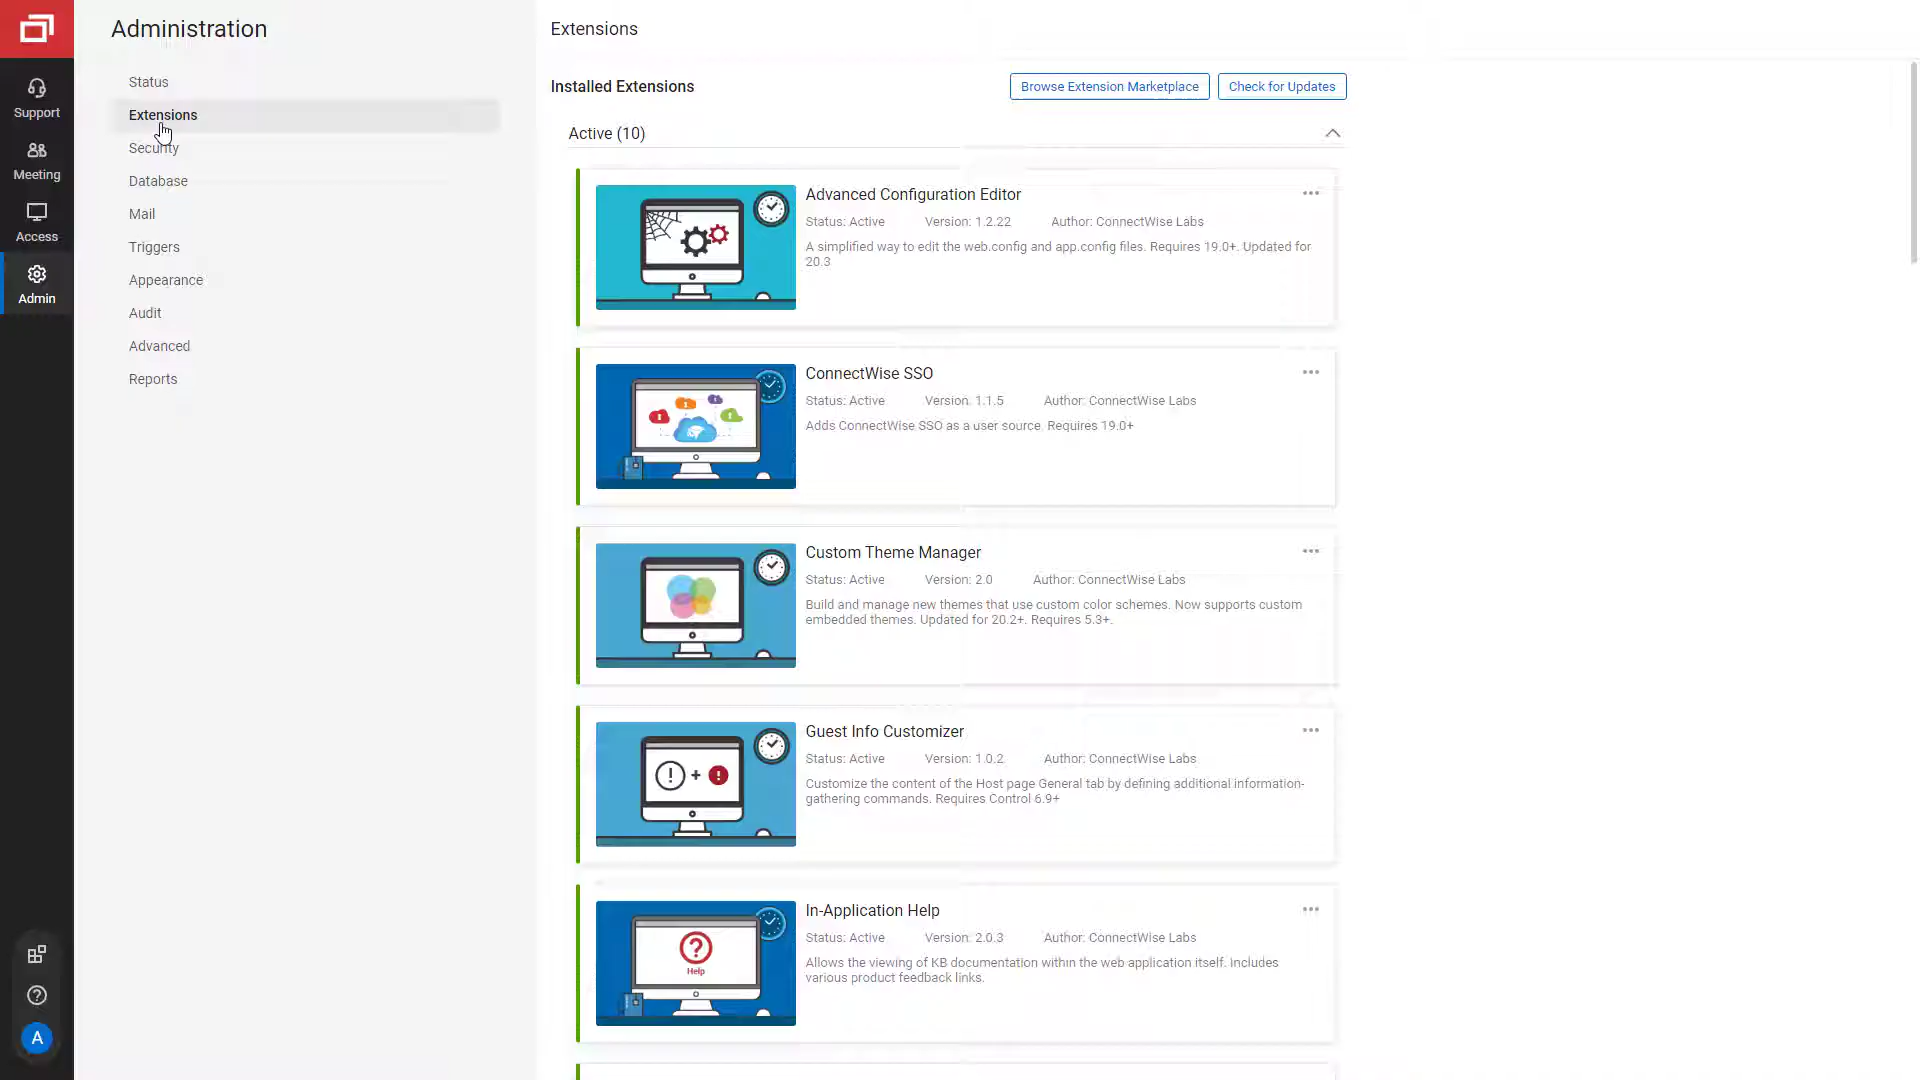 Administration
Support
Meeting
Access
Admin
A
Status
Extensions
Security
Database
Mail
Triggers
Appearance
Audit
Advanced
Reports
Extensions
Installed Extensions
Browse Extension Marketplace
Check for Updates
Active (10)
Advanced Configuration Editor
Status: Active Version: 1.2.22 Author: ConnectWise Labs
A simplified way to edit the web.config and app.config files. Requires 19.0+. Updated for
20.3
ConnectWise SSO
Status: Active Version: 1.1.5 Author: ConnectWise Labs
Adds ConnectWise SSO as a user source. Requires 19.0+
Custom Theme Manager
Status: Active Version: 2.0 Author: ConnectWise Labs
Build and manage new themes that use custom color schemes. Now supports custom
embedded themes. Updated for 20.2+. Requires 5.3+.
Guest Info Customizer
Status: Active Version: 1.0.2 Author: ConnectWise Labs
Customize the content of the Host page General tab by defining additional information-
gathering commands. Requires Control 6.9+
Help
In-Application Help
Status: Active Version: 2.0.3 Author: ConnectWise Labs
Allows the viewing of KB documentation within the web application itself. Includes
various product feedback links.